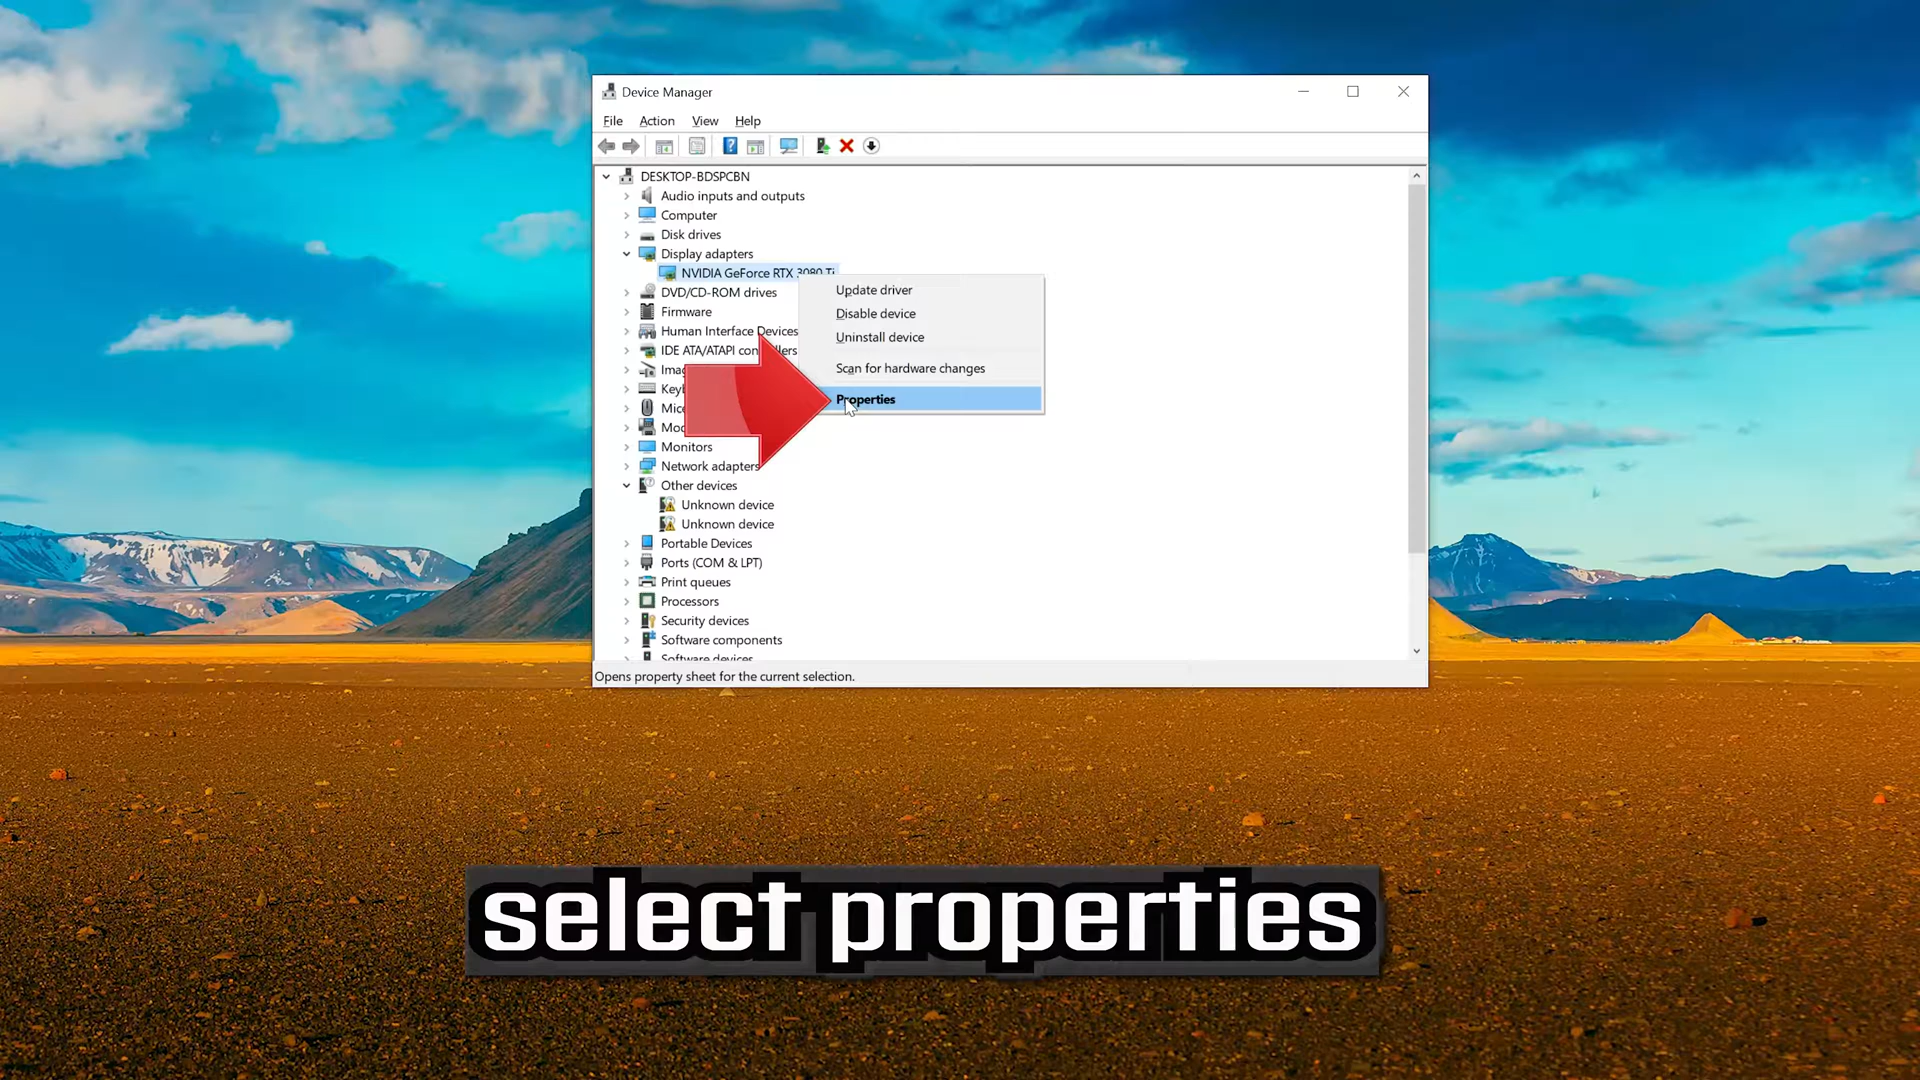 Device Manager
File Action View Help
DESKTOP-BDSPCBN
Audio inputs and outputs
Computer
Disk drives
Display adapters
NVIDIA GeForce RTX 3080 Ti
Update driver
DVD/CD-ROM drives
Firmware
Disable device
Human Interface Devices
Uninstall device
IDE ATA/ATAPI
Scan for hardware changes
Properties
Monitors
Network adapters
Other devices
Unknown device
Unknown device
Portable Devices
Ports (COM & LPT)
Print queues
Processors
Security devices
Software components
Software devices
Opens property sheet for the current selection.
select properties